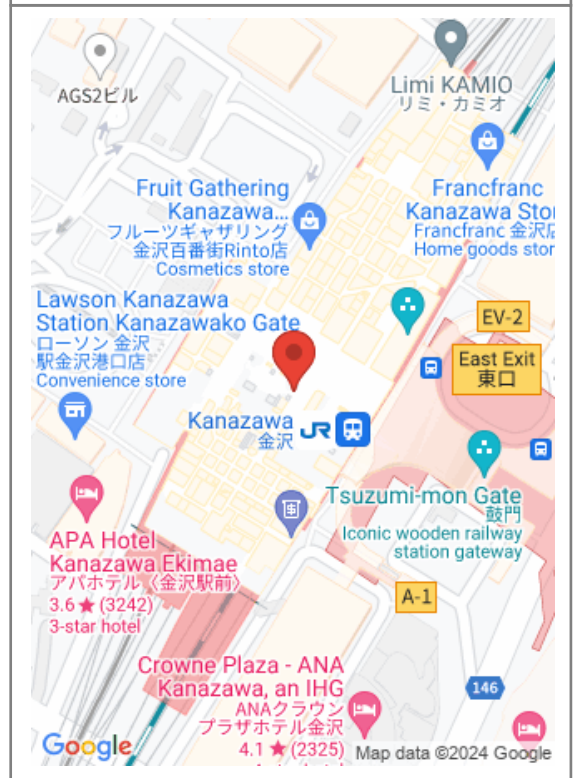 AGS2ビル
Limi KAMIO
リミ・カミオ
Fruit Gathering
Kanazawa...
フルーツギャザリング
金沢百番街Rinto店
Cosmetics store
Francfranc
Kanazawa Sto
Francfranc 金沢店
Home goods stor
Lawson Kanazawa
Station Kanazawako Gate
ローソン 金沢
駅金沢港口店
Convenience store
EV-2
East Exit
東口
Kanazawa
金沢
JR
Tsuzumi-mon Gate
鼓門
Iconic wooden railway
station gateway
APA Hotel
Kanazawa Ekimae
アパホテル〈金沢駅前〉
3.6★(3242)
3-star hotel
A-1
Crowne Plaza - ANA
Kanazawa, an IHG
ANAクラウン
プラザホテル金沢
4.1★(2325)
146
Google
Map data ©2024 Google